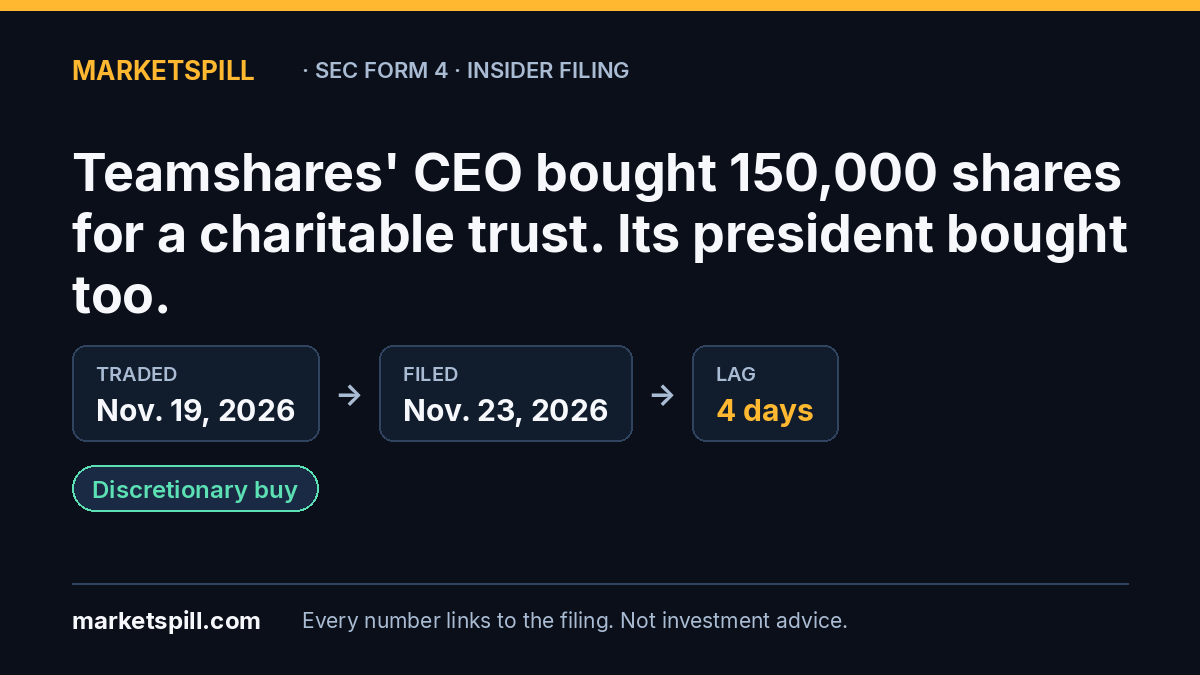 MARKETSPILL · SEC FORM 4 · INSIDER FILING
Teamshares' CEO bought 150,000 shares
for a charitable trust. Its president bought
too.
TRADED
Nov. 19, 2026
→
FILED
Nov. 23, 2026
→
LAG
4 days
Discretionary buy
marketspill.com Every number links to the filing. Not investment advice.